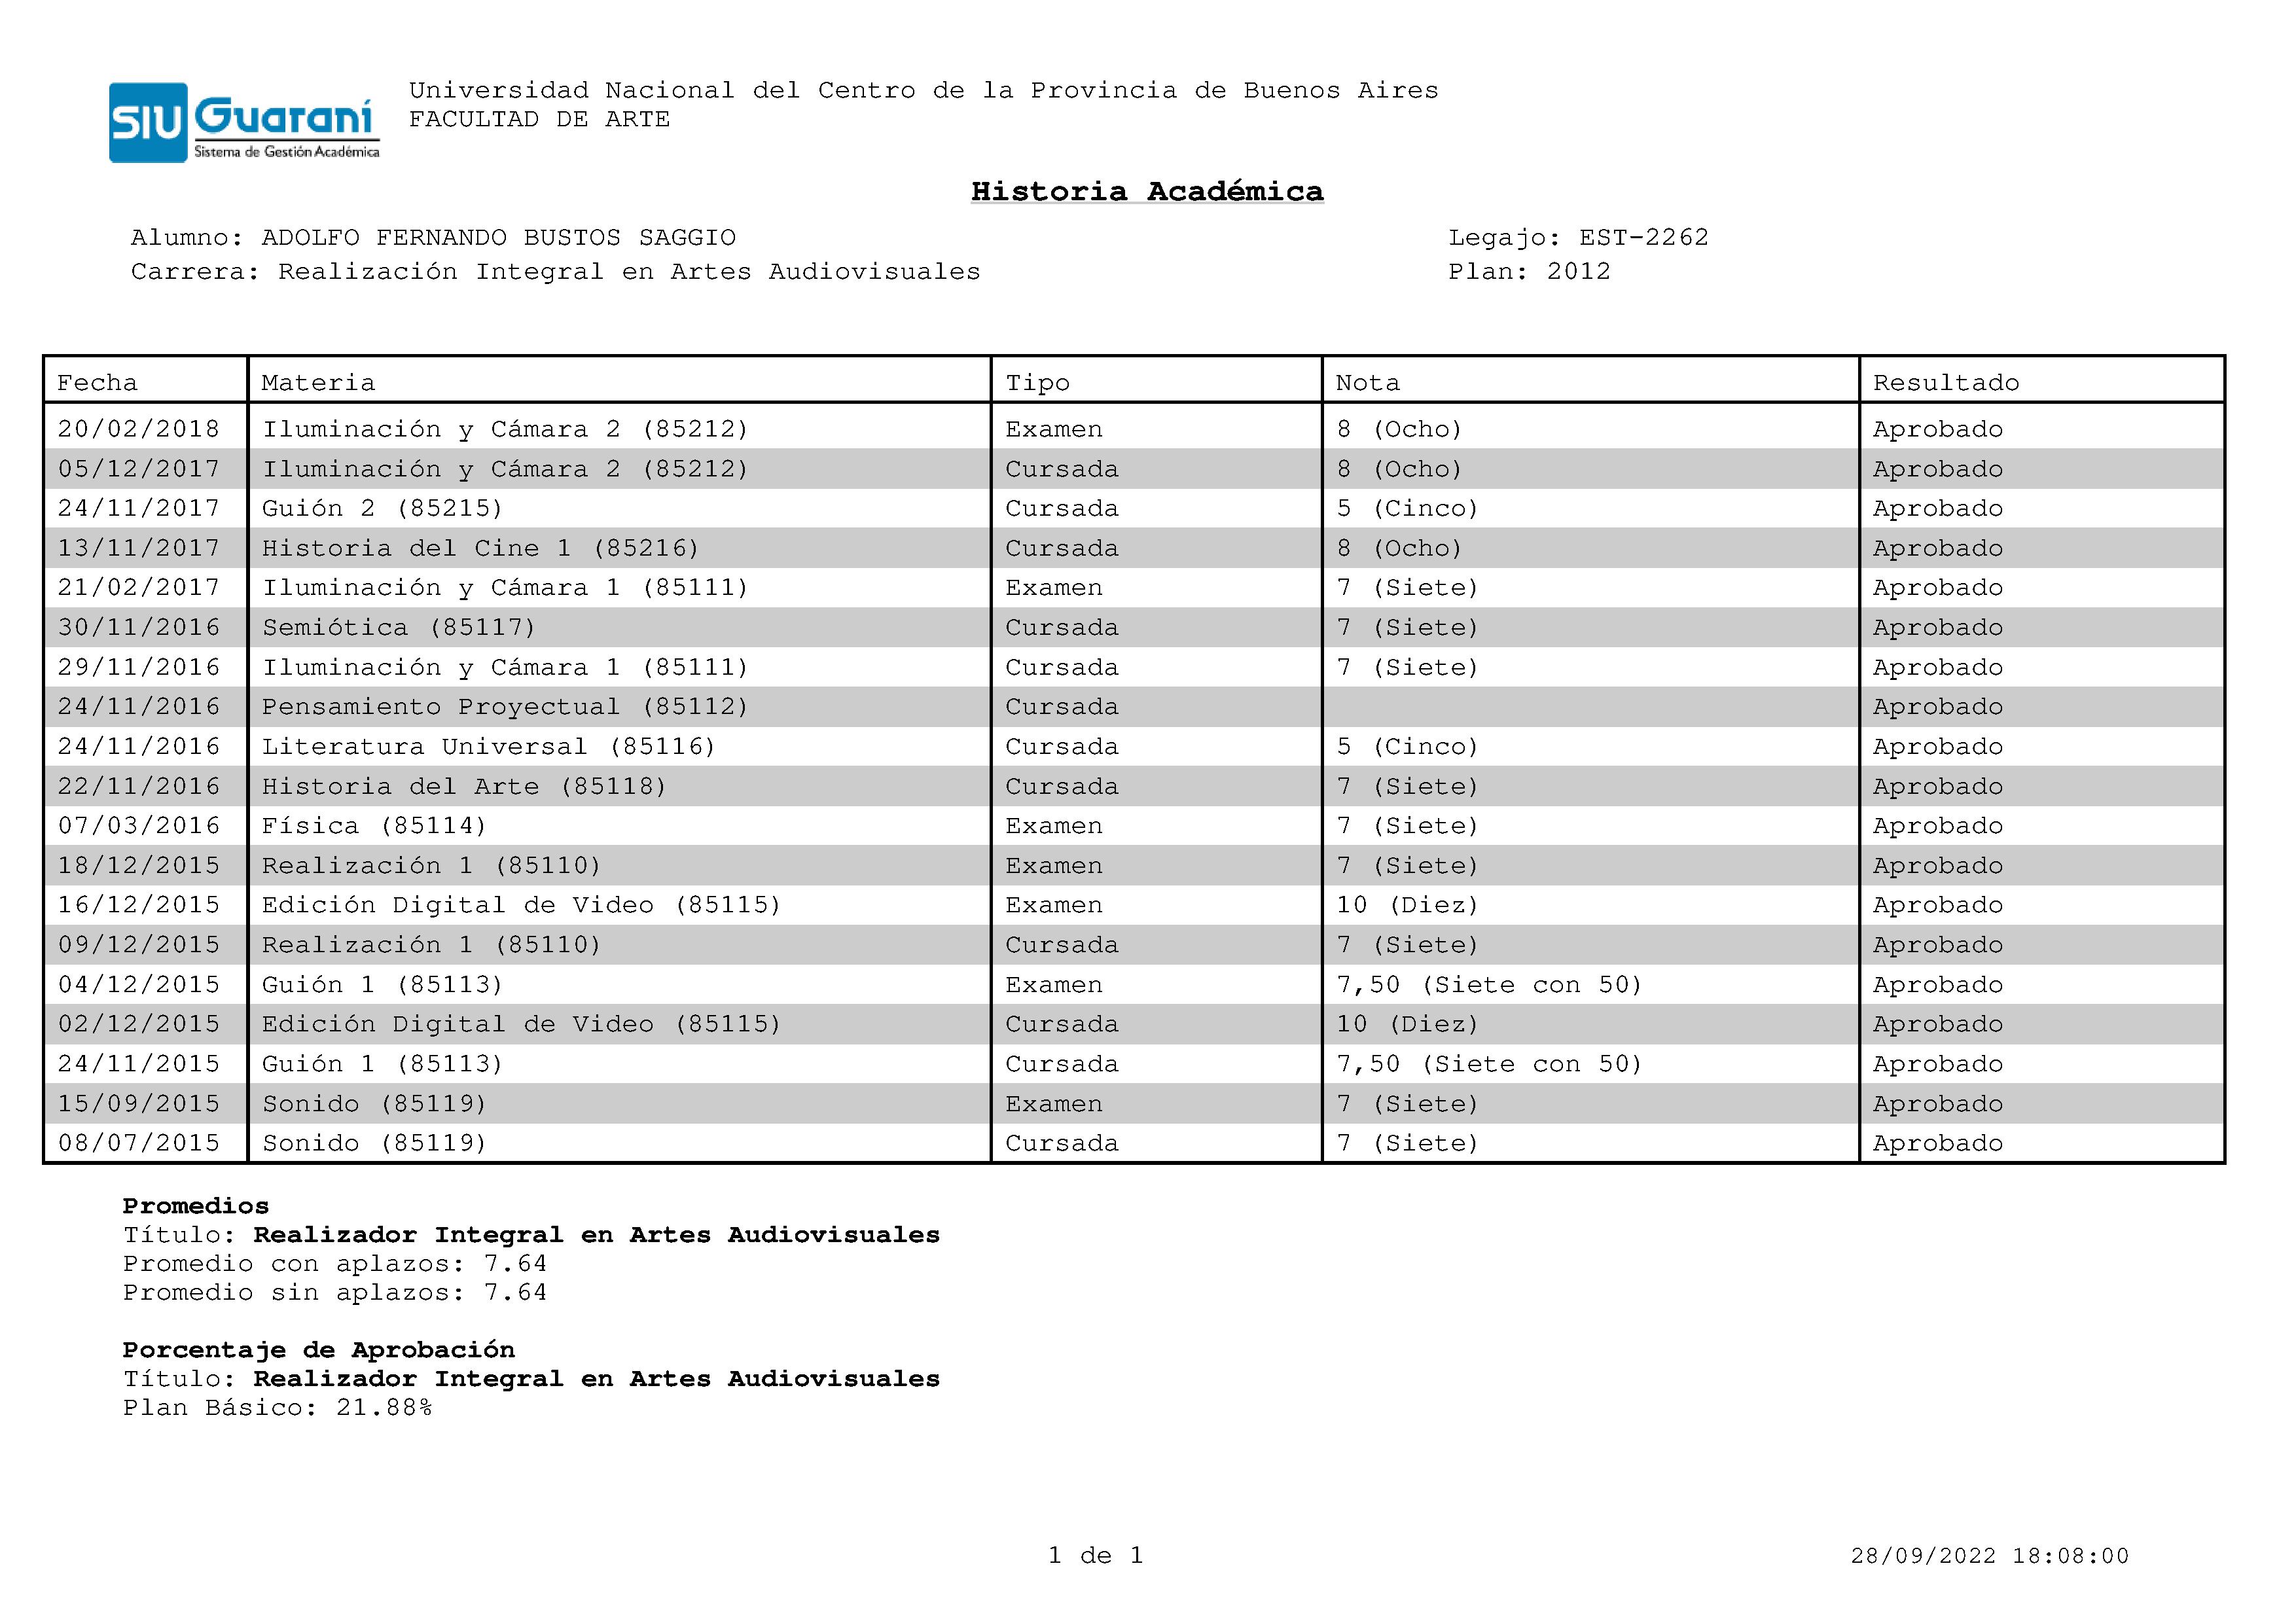 SIU Guaraní
Sistema de Gestión Académica
Universidad Nacional del Centro de la Provincia de Buenos Aires
FACULTAD DE ARTE
Historia Académica
Alumno: ADOLFO FERNANDO BUSTOS SAGGIO Legajo: EST-2262
Carrera: Realización Integral en Artes Audiovisuales Plan: 2012
Fecha Materia Tipo Nota Resultado
20/02/2018 Iluminación y Cámara 2 (85212) Examen 8 (Ocho) Aprobado
05/12/2017 Iluminación y Cámara 2 (85212) Cursada 8 (Ocho) Aprobado
24/11/2017 Guión 2 (85215) Cursada 5 (Cinco) Aprobado
13/11/2017 Historia del Cine 1 (85216) Cursada 8 (Ocho) Aprobado
21/02/2017 Iluminación y Cámara 1 (85111) Examen 7 (Siete) Aprobado
30/11/2016 Semiótica (85117) Cursada 7 (Siete) Aprobado
29/11/2016 Iluminación y Cámara 1 (85111) Cursada 7 (Siete) Aprobado
24/11/2016 Pensamiento Proyectual (85112) Cursada Aprobado
24/11/2016 Literatura Universal (85116) Cursada 5 (Cinco) Aprobado
22/11/2016 Historia del Arte (85118) Cursada 7 (Siete) Aprobado
07/03/2016 Física (85114) Examen 7 (Siete) Aprobado
18/12/2015 Realización 1 (85110) Examen 7 (Siete) Aprobado
16/12/2015 Edición Digital de Video (85115) Examen 10 (Diez) Aprobado
09/12/2015 Realización 1 (85110) Cursada 7 (Siete) Aprobado
04/12/2015 Guión 1 (85113) Examen 7,50 (Siete con 50) Aprobado
02/12/2015 Edición Digital de Video (85115) Cursada 10 (Diez) Aprobado
24/11/2015 Guión 1 (85113) Cursada 7,50 (Siete con 50) Aprobado
15/09/2015 Sonido (85119) Examen 7 (Siete) Aprobado
08/07/2015 Sonido (85119) Cursada 7 (Siete) Aprobado
Promedios
Título: Realizador Integral en Artes Audiovisuales
Promedio con aplazos: 7.64
Promedio sin aplazos: 7.64
Porcentaje de Aprobación
Título: Realizador Integral en Artes Audiovisuales
Plan Básico: 21.88%
1 de 1 28/09/2022 18:08:00